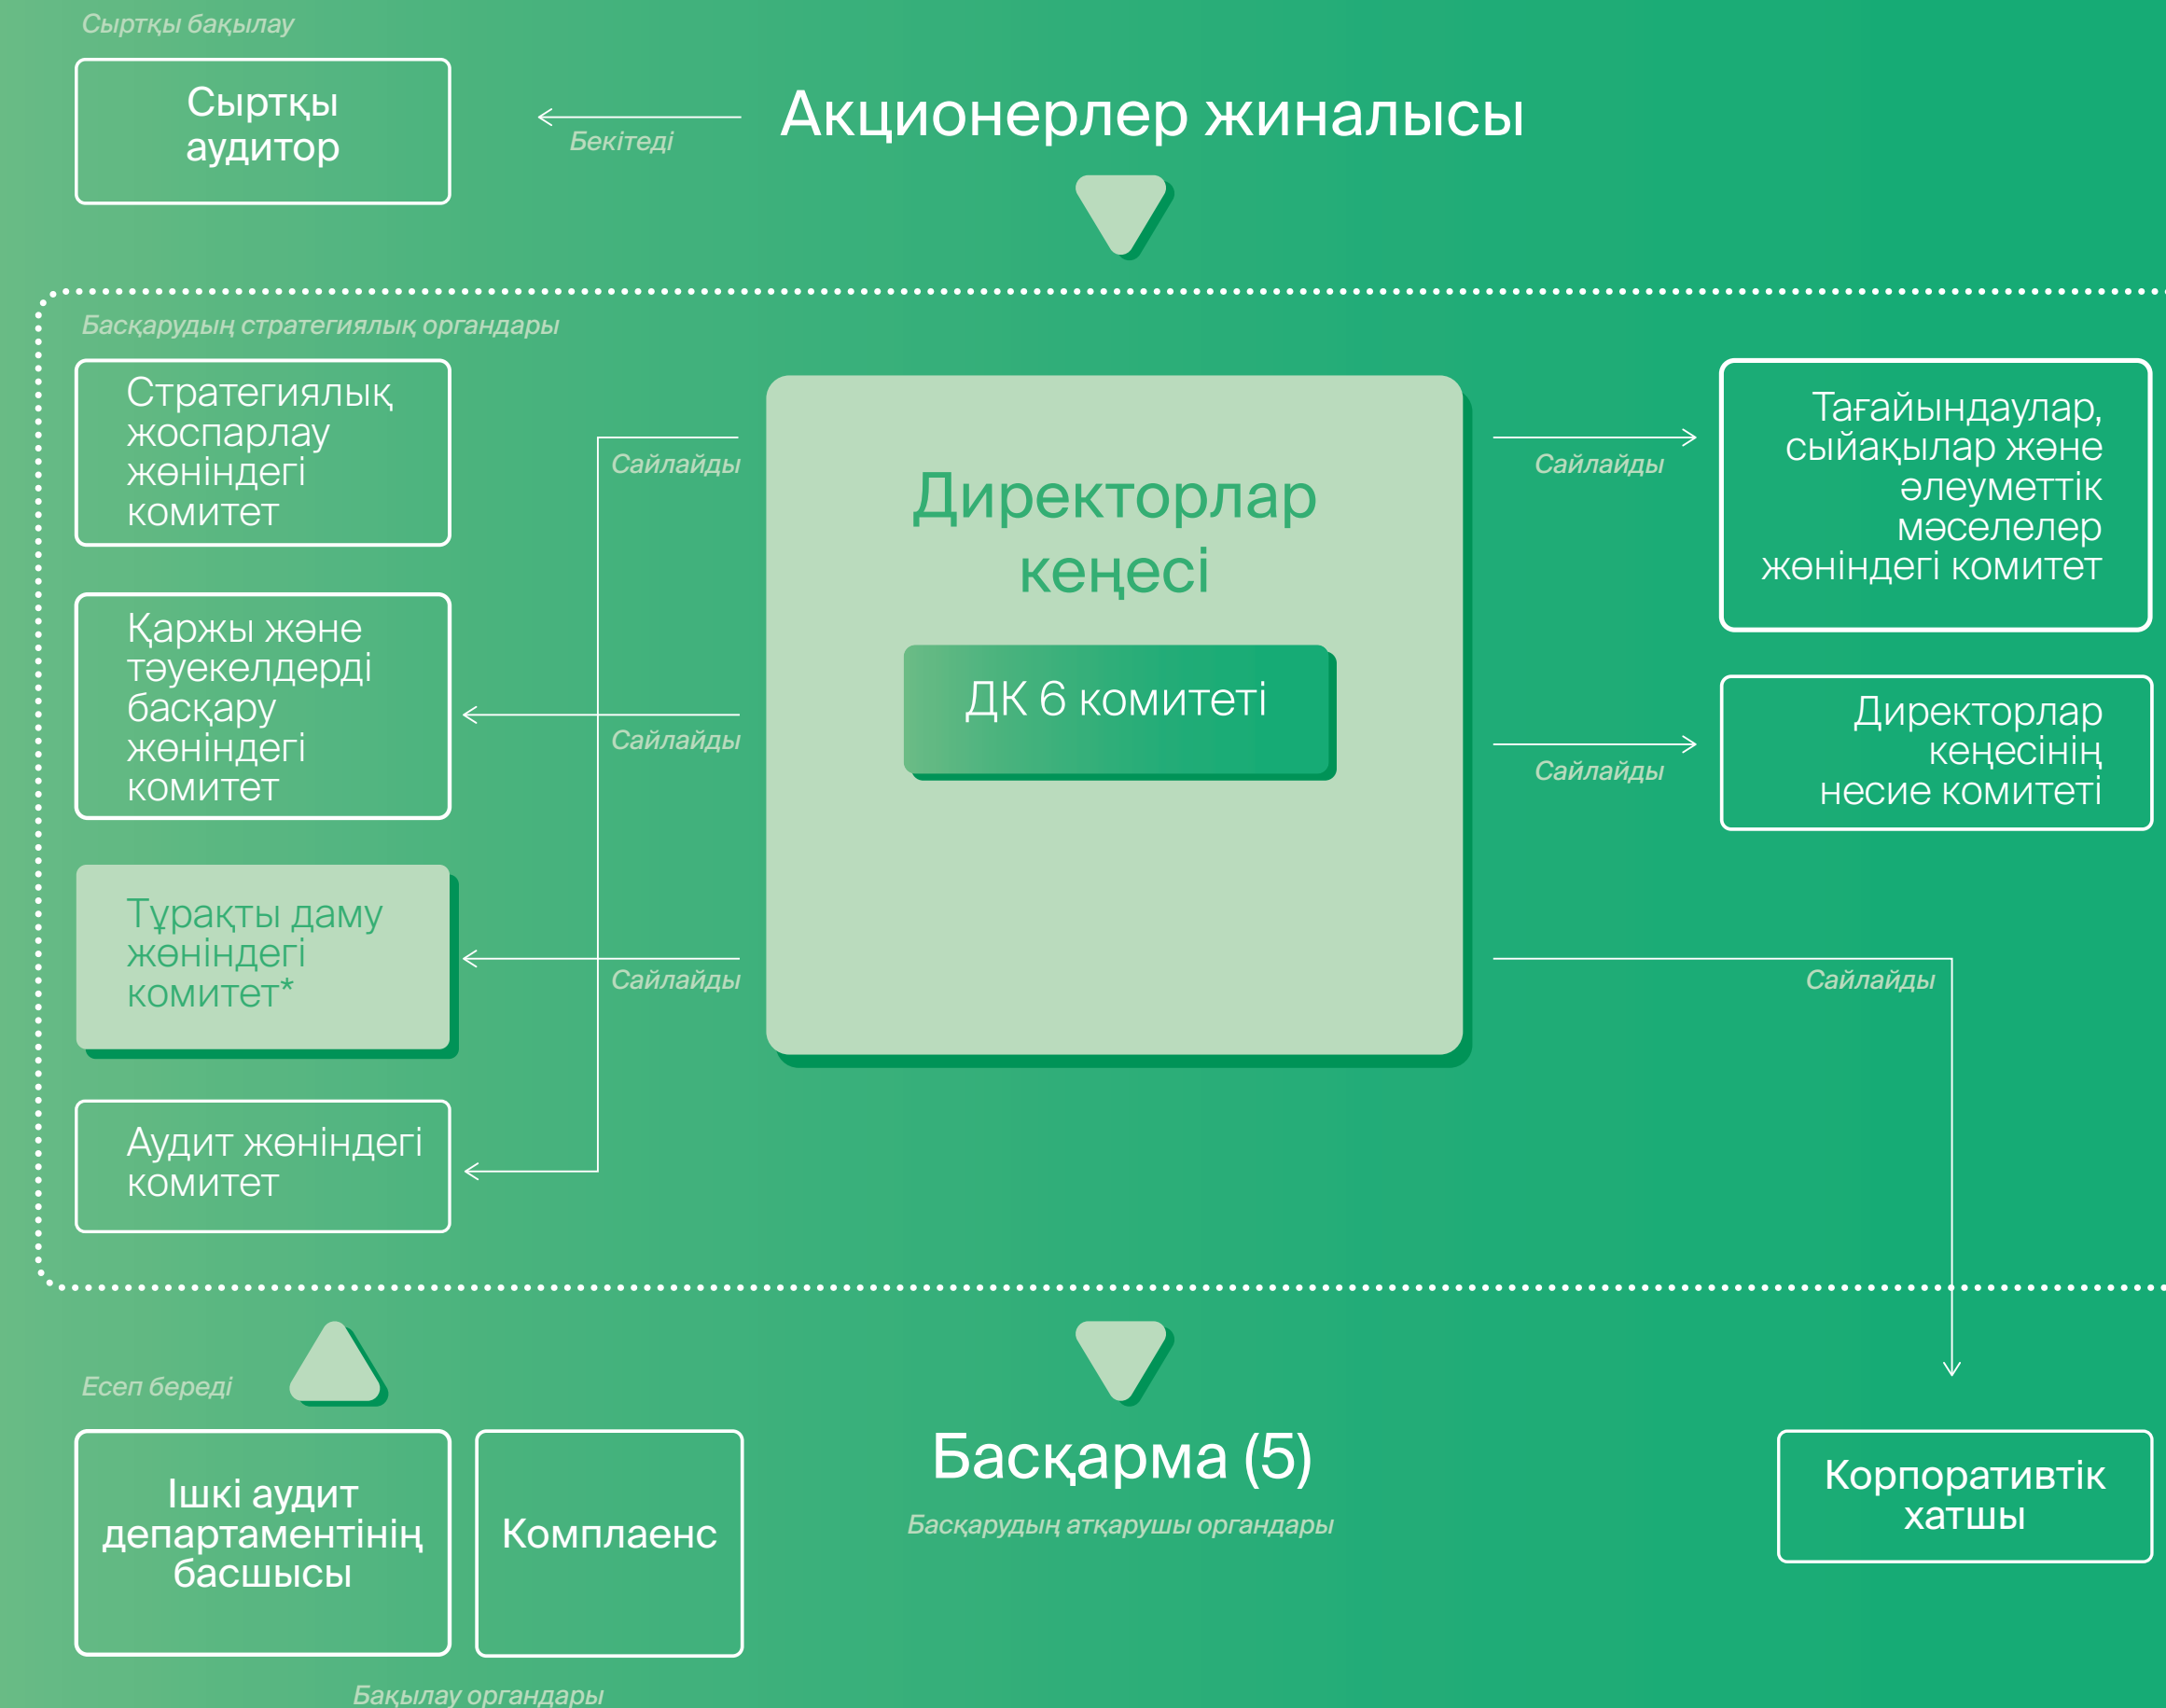 Сыртқы бақылау
Сыртқы
аудитор
Бекітеді
Акционерлер жиналысы
Басқарудың стратегиялық органдары
Стратегиялық
жоспарлау
жөніндегі
комитет
Сайлайды
Қаржы және
тәуекелдерді
басқару
жөніндегі
комитет
Сайлайды
Тұрақты даму
жөніндегі
комитет*
Сайлайды
Аудит жөніндегі
комитет
Директорлар
кеңесі
ДК 6 комитеті
Сайлайды
Тағайындаулар,
сыйақылар және
әлеуметтік
мәселелер
жөніндегі комитет
Сайлайды
Директорлар
кеңесінің
несие комитеті
Сайлайды
Есеп береді
Ішкі аудит
департаментінің
басшысы
Комплаенс
Бақылау органдары
Басқарма (5)
Басқарудың атқарушы органдары
Корпоративтік
хатшы